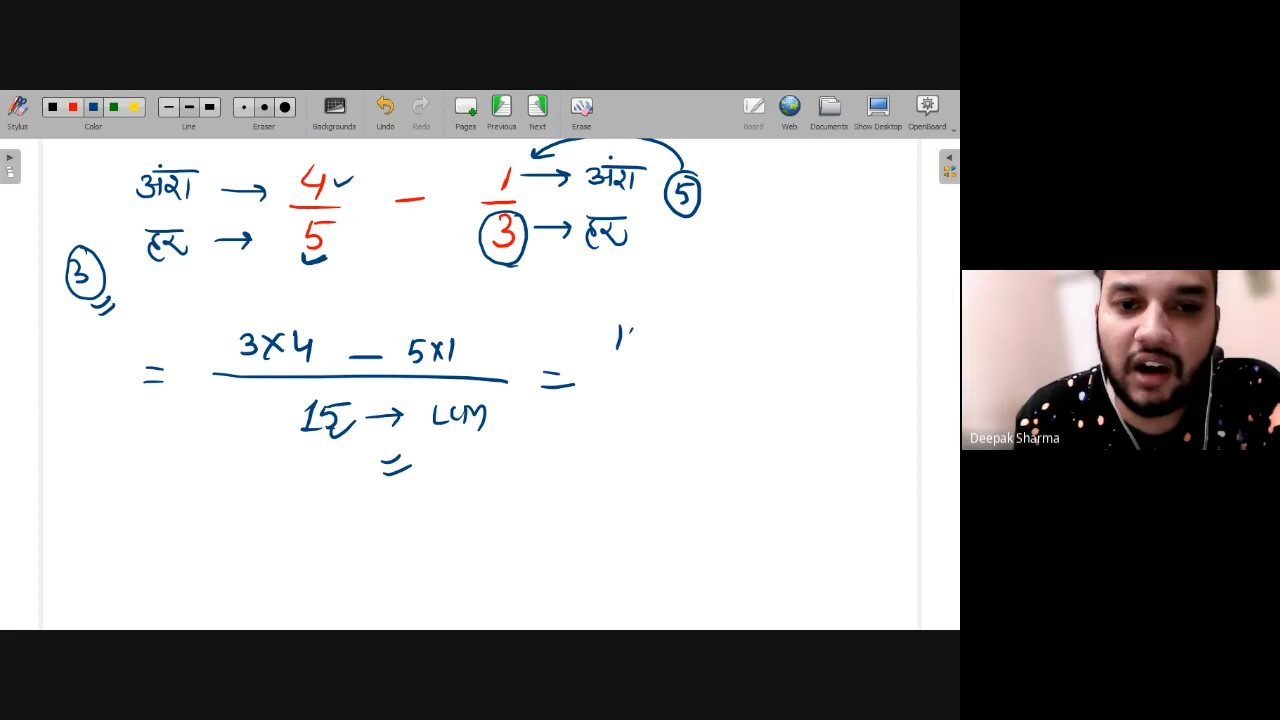 Stylus Color Line Eraser Backgrounds Undo Redo Pages Previous Next Erase Board Web Documents Show Desktop OpenBoard
अंश → 4 ✓ − 1 → अंश 5
हर → 5 3 → हर
3
= 3×4 − 5×1 =
15 → LCM
=
Deepak Sharma